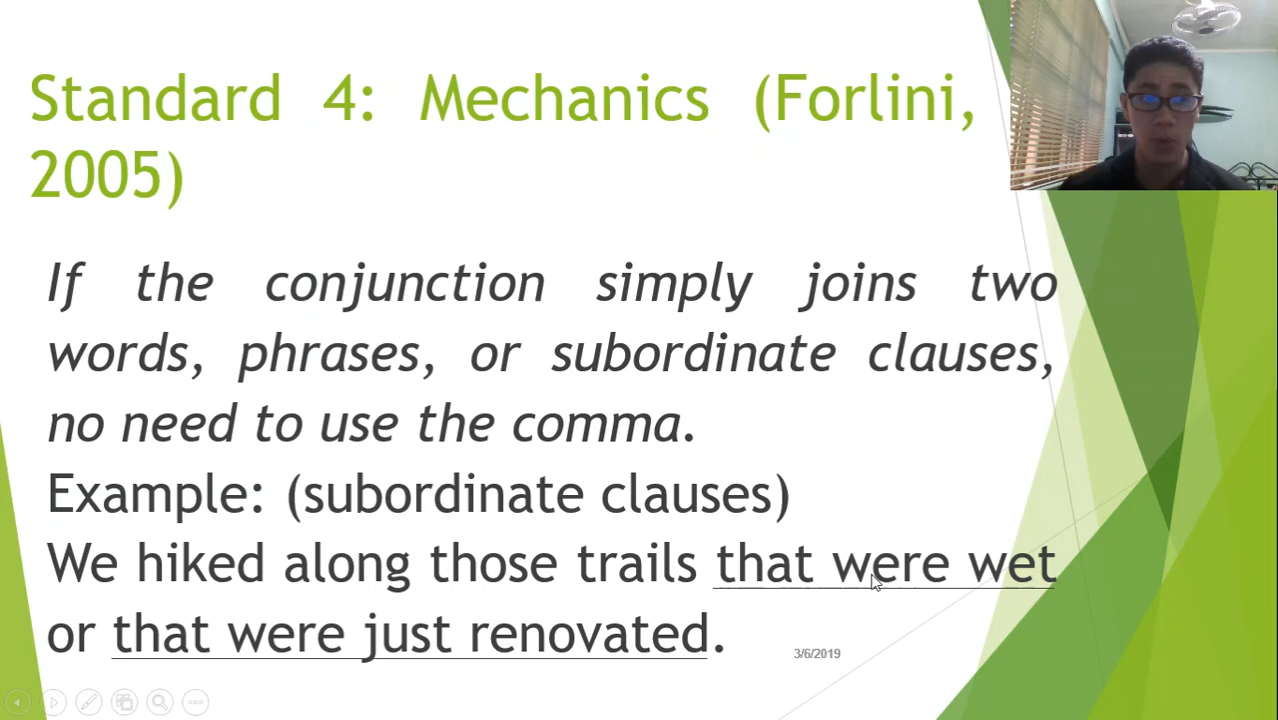 Standard 4: Mechanics (Forlini,
2005)
If the conjunction simply joins two
words, phrases, or subordinate clauses,
no need to use the comma.
Example: (subordinate clauses)
We hiked along those trails that were wet
or that were just renovated.
3/6/2019